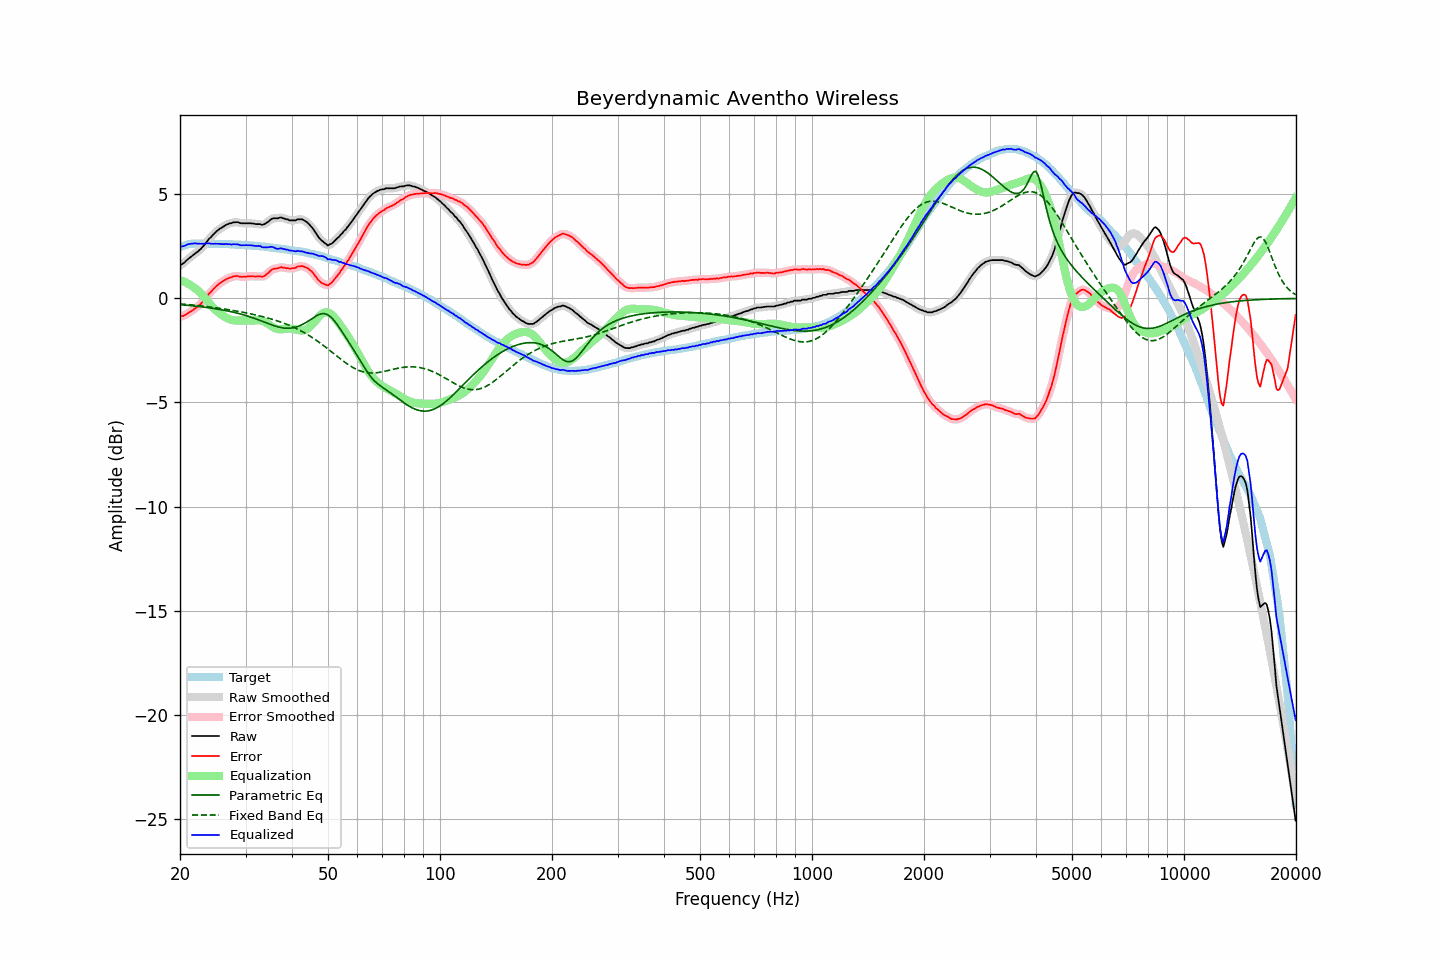 Beyerdynamic Aventho Wireless
Amplitude (dBr)
5
0
−5
−10
−15
−20
−25
Target
Raw Smoothed
Error Smoothed
Raw
Error
Equalization
Parametric Eq
Fixed Band Eq
Equalized
20 50 100 200 500 1000 2000 5000 10000 20000
Frequency (Hz)